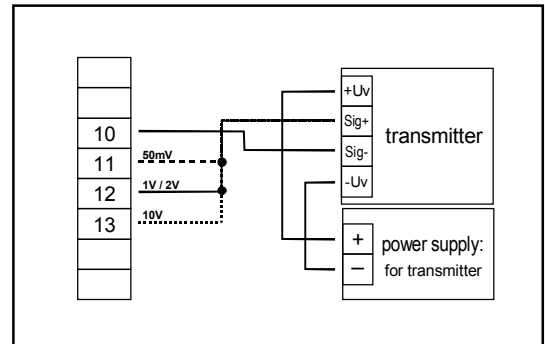 10
11
12
13
50mV
1V / 2V
10V
+Uv
Sig+
Sig-
-Uv
transmitter
+
−
power supply:
for transmitter